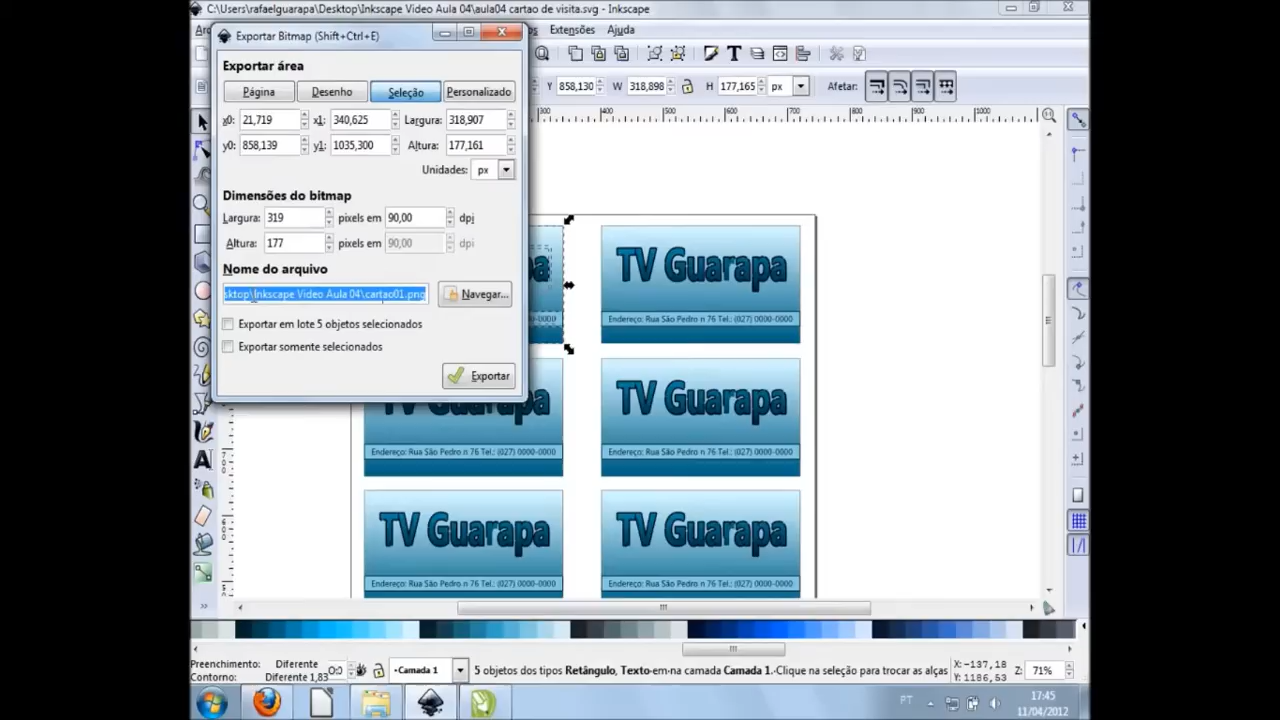 C:\Users\rafaelguarapa\Desktop\Inkscape Video Aula 04\aula04 cartao de visita.svg - Inkscape
Extensões Ajuda
Exportar Bitmap (Shift+Ctrl+E)
858,130 W 318,898 H 177,165 px Afetar:
Exportar área
Página Desenho Seleção Personalizado
x0: 21,719 x1: 340,625 Largura: 318,907
y0: 858,139 y1: 1035,300 Altura: 177,161
Unidades: px
Dimensões do bitmap
Largura: 319 pixels em 90,00 dpi
Altura: 177 pixels em 90,00 dpi
Nome do arquivo
sktop\Inkscape Video Aula 04\cartao01.png Navegar...
Exportar em lote 5 objetos selecionados
Exportar somente selecionados
Exportar
300 400 500 600 700 800 900 1000
TV Guarapa
Endereço: Rua São Pedro n 76 Tel.: (027) 0000-0000
TV Guarapa TV Guarapa
Endereço: Rua São Pedro n 76 Tel.: (027) 0000-0000 Endereço: Rua São Pedro n 76 Tel.: (027) 0000-0000
TV Guarapa TV Guarapa
Endereço: Rua São Pedro n 76 Tel.: (027) 0000-0000 Endereço: Rua São Pedro n 76 Tel.: (027) 0000-0000
Preenchimento: Diferente
Contorno: Diferente 1,83
O:0 •Camada 1 5 objetos dos tipos Retângulo, Texto em na camada Camada 1. Clique na seleção para trocar as alças
X: -137,18
Y: 1186,53
Z: 71%
PT
17:45
11/04/2012